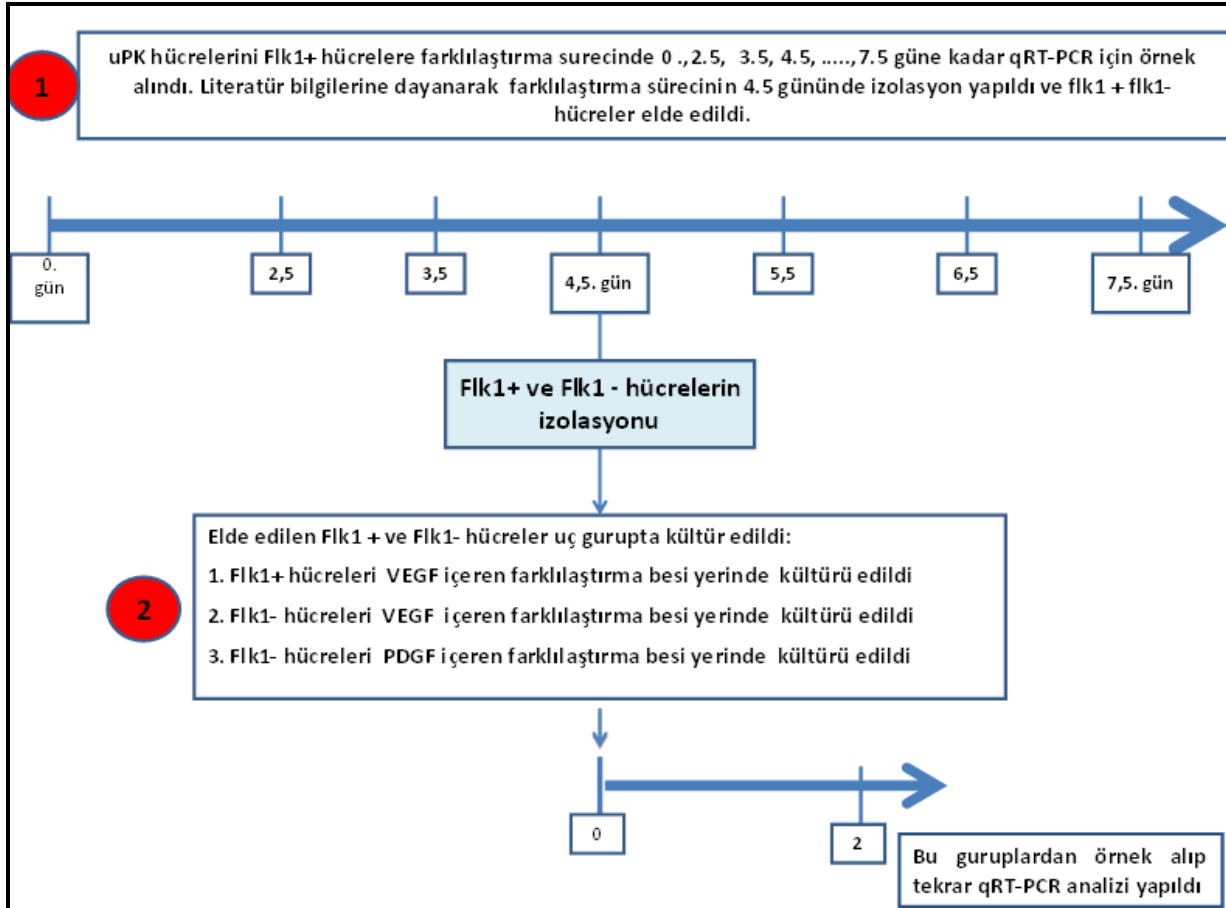 1
uPK hücrelerini Flk1+ hücrelere farklılaştırma surecinde 0 .,2.5, 3.5, 4.5, .....,7.5 güne kadar qRT-PCR için örnek
alındı. Literatür bilgilerine dayanarak farklılaştırma sürecinin 4.5 gününde izolasyon yapıldı ve flk1 + flk1-
hücreler elde edildi.
0.
gün
2,5
3,5
4,5. gün
5,5
6,5
7,5. gün
Flk1+ ve Flk1 - hücrelerin
izolasyonu
2
Elde edilen Flk1 + ve Flk1- hücreler uç gurupta kültür edildi:
1. Flk1+ hücreleri VEGF içeren farklılaştırma besi yerinde kültürü edildi
2. Flk1- hücreleri VEGF içeren farklılaştırma besi yerinde kültürü edildi
3. Flk1- hücreleri PDGF içeren farklılaştırma besi yerinde kültürü edildi
0
2
Bu guruplardan örnek alıp
tekrar qRT-PCR analizi yapıldı